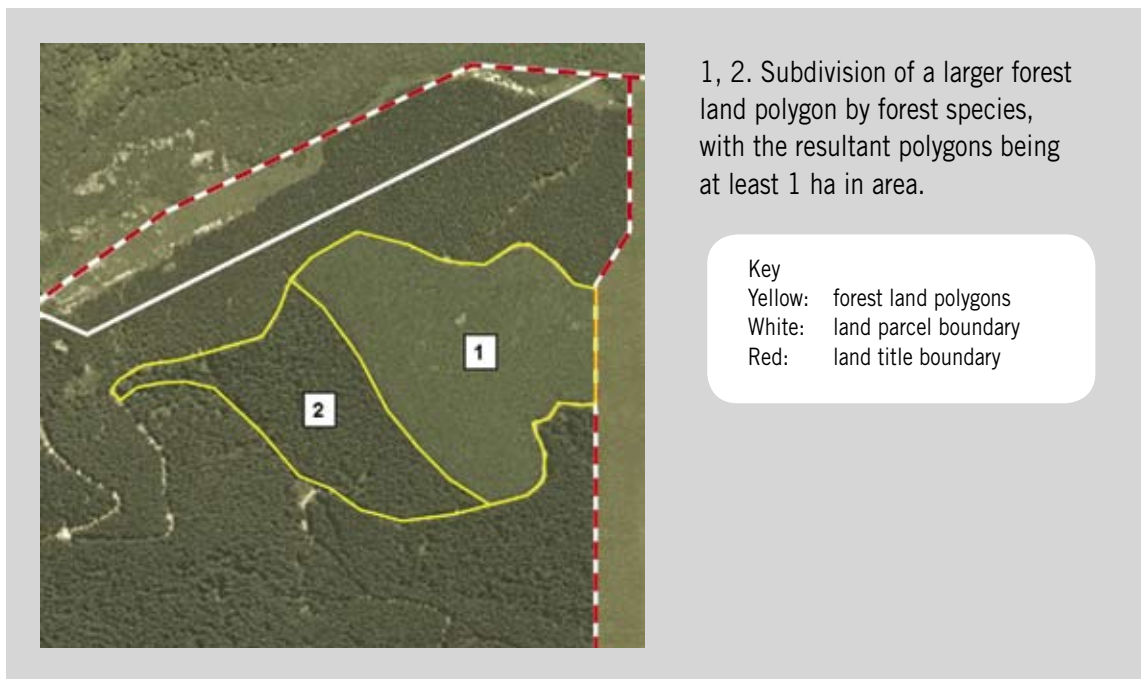 1, 2. Subdivision of a larger forest
land polygon by forest species,
with the resultant polygons being
at least 1 ha in area.
Key
Yellow: forest land polygons
White: land parcel boundary
Red: land title boundary
1
2